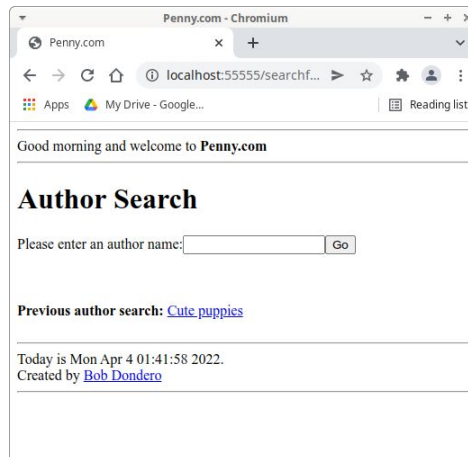 Penny.com - Chromium
Penny.com
localhost:55555/searchf...
Apps My Drive - Google... Reading list
Good morning and welcome to Penny.com
Author Search
Please enter an author name: Go
Previous author search: Cute puppies
Today is Mon Apr 4 01:41:58 2022.
Created by Bob Dondero